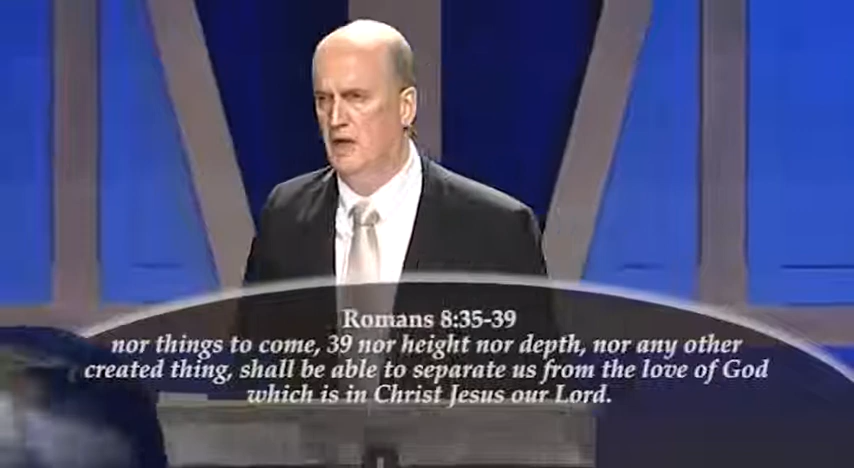 Romans 8:35-39
nor things to come, 39 nor height nor depth, nor any other
created thing, shall be able to separate us from the love of God
which is in Christ Jesus our Lord.